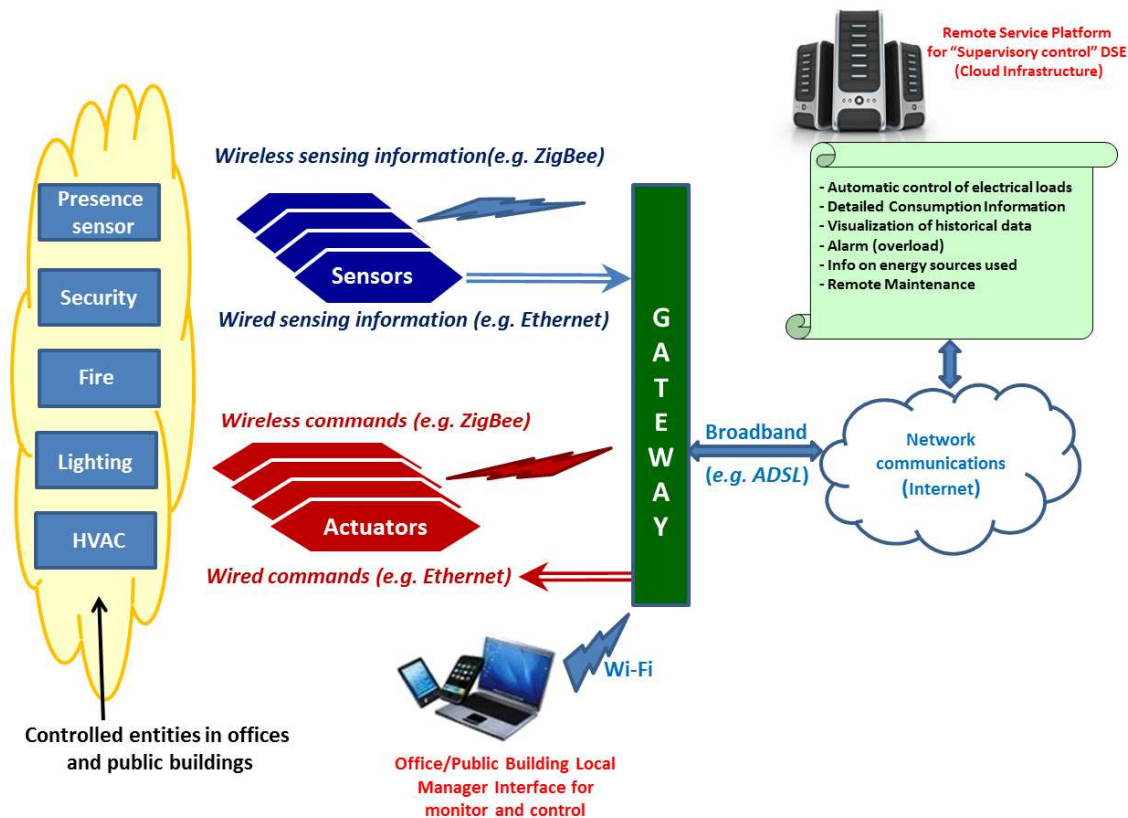 Remote Service Platform
for “Supervisory control” DSE
(Cloud Infrastructure)
- Automatic control of electrical loads
- Detailed Consumption Information
- Visualization of historical data
- Alarm (overload)
- Info on energy sources used
- Remote Maintenance
Presence
sensor
Security
Fire
Lighting
HVAC
Controlled entities in offices
and public buildings
Wireless sensing information(e.g. ZigBee)
Sensors
Wired sensing information (e.g. Ethernet)
Wireless commands (e.g. ZigBee)
Actuators
Wired commands (e.g. Ethernet)
G
A
T
E
W
A
Y
Broadband
(e.g. ADSL)
Network
communications
(Internet)
Wi-Fi
Office/Public Building Local
Manager Interface for
monitor and control